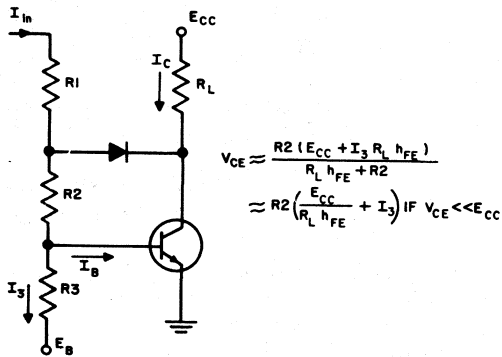 I_in
E_CC
I_C
R_L
R1
R2
I_B
I_3
R3
E_B
V_CE ≈ R2 (E_CC + I_3 R_L h_FE) / R_L h_FE + R2
≈ R2 (E_CC / R_L h_FE + I_3) IF V_CE << E_CC